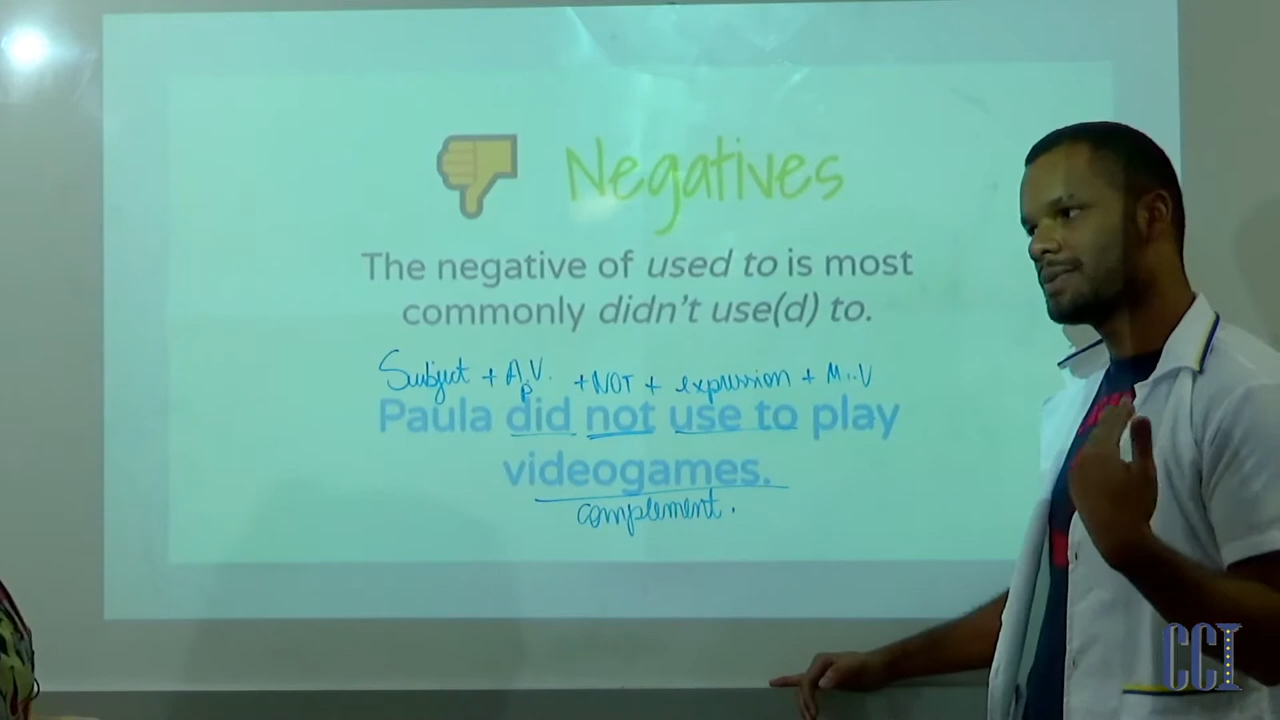 Negatives
The negative of used to is most
commonly didn't use(d) to.
Subject + A.V. + NOT + expression + M.V
p
Paula did not use to play
videogames.
complement.
CCI